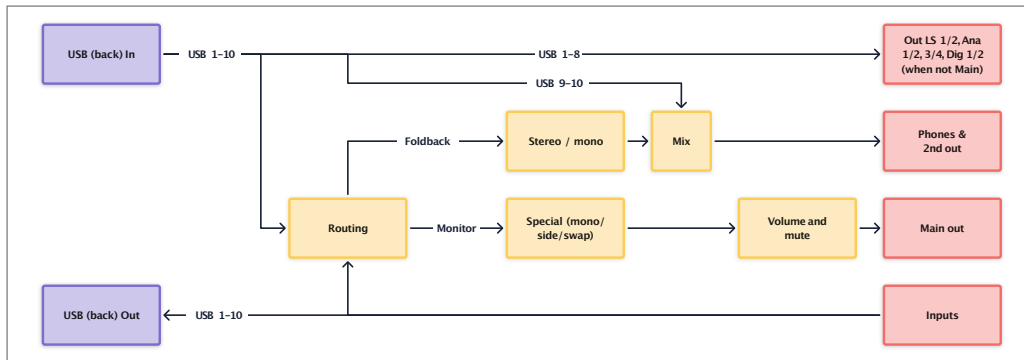 USB (back) In
USB 1–10
USB 1–8
Out LS 1/2, Ana
1/2, 3/4, Dig 1/2
(when not Main)
USB 9–10
Foldback
Stereo / mono
Mix
Phones &
2nd out
Routing
Monitor
Special (mono/
side/swap)
Volume and
mute
Main out
USB (back) Out
USB 1–10
Inputs